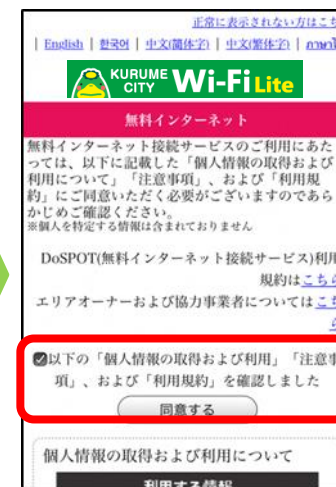 正常に表示されない方はこち
| English | 한국어 | 中文(簡体字) | 中文(繁体字) | ภาษาไ
KURUME CITY Wi-Fi Lite
無料インターネット
無料インターネット接続サービスのご利用にあた
っては、以下に記載した「個人情報の取得および
利用について」「注意事項」、および「利用規
約」にご同意いただく必要がございますのであら
かじめご確認ください。
※個人を特定する情報は含まれておりません
DoSPOT(無料インターネット接続サービス)利用
規約はこちら
エリアオーナーおよび協力事業者についてはこち
ら
以下の「個人情報の取得および利用」「注意事
項」、および「利用規約」を確認しました
同意する
個人情報の取得および利用について
利用する情報